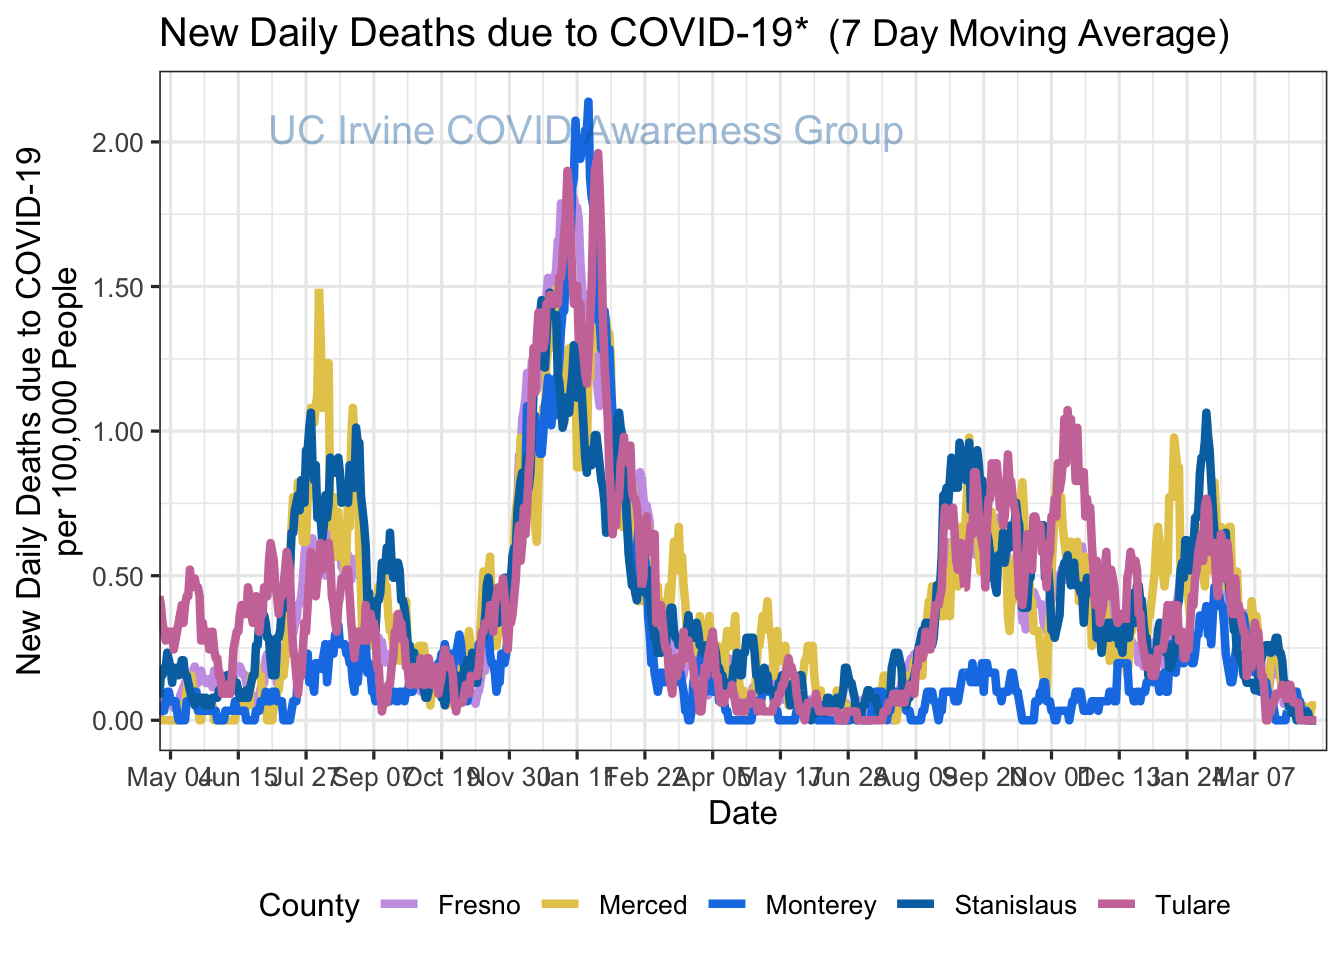 New Daily Deaths due to COVID-19* (7 Day Moving Average)
UC Irvine COVID Awareness Group
New Daily Deaths due to COVID-19
per 100,000 People
2.00
1.50
1.00
0.50
0.00
May 04 Jun 15 Jul 27 Sep 07 Oct 19 Nov 30 Jan 11 Feb 22 Apr 05 May 17 Jun 28 Aug 09 Sep 20 Nov 01 Dec 13 Jan 24 Mar 07
Date
County Fresno Merced Monterey Stanislaus Tulare